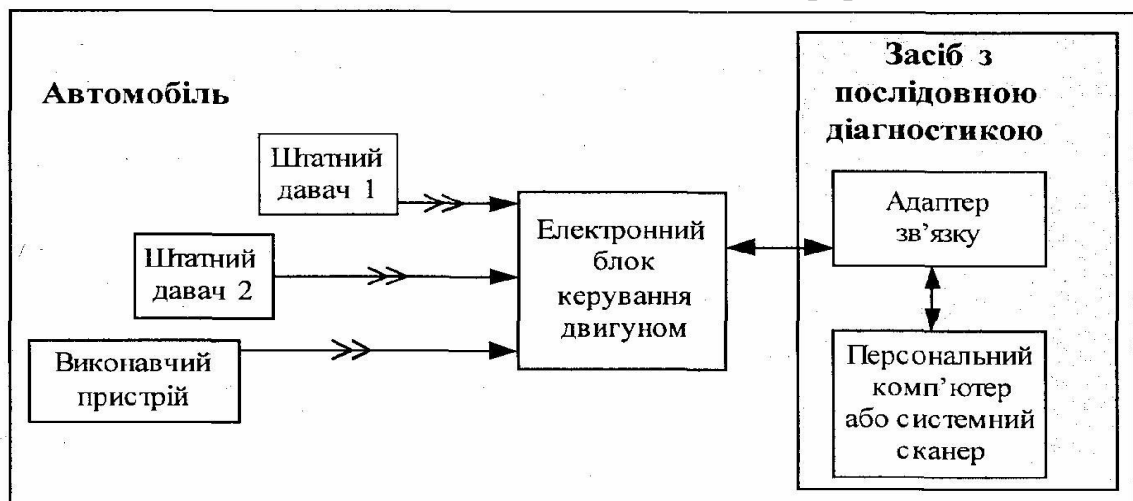 Автомобіль
Штатний
давач 1
Штатний
давач 2
Виконавчий
пристрій
Електронний
блок
керування
двигуном
Засіб з
послідовною
діагностикою
Адаптер
зв’язку
Персональний
комп’ютер
або системний
сканер